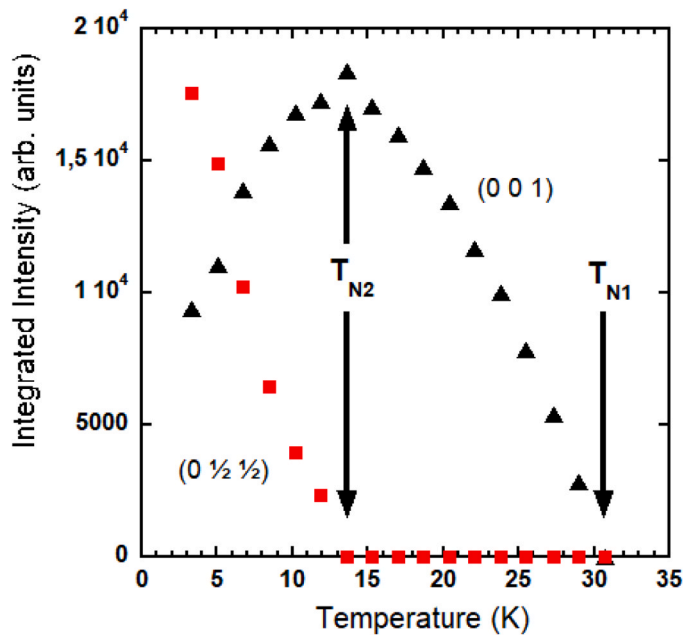 Integrated Intensity (arb. units)
2 10⁴
1,5 10⁴
1 10⁴
5000
0
(0 0 1)
T_N2
T_N1
(0 ½ ½)
0 5 10 15 20 25 30 35
Temperature (K)